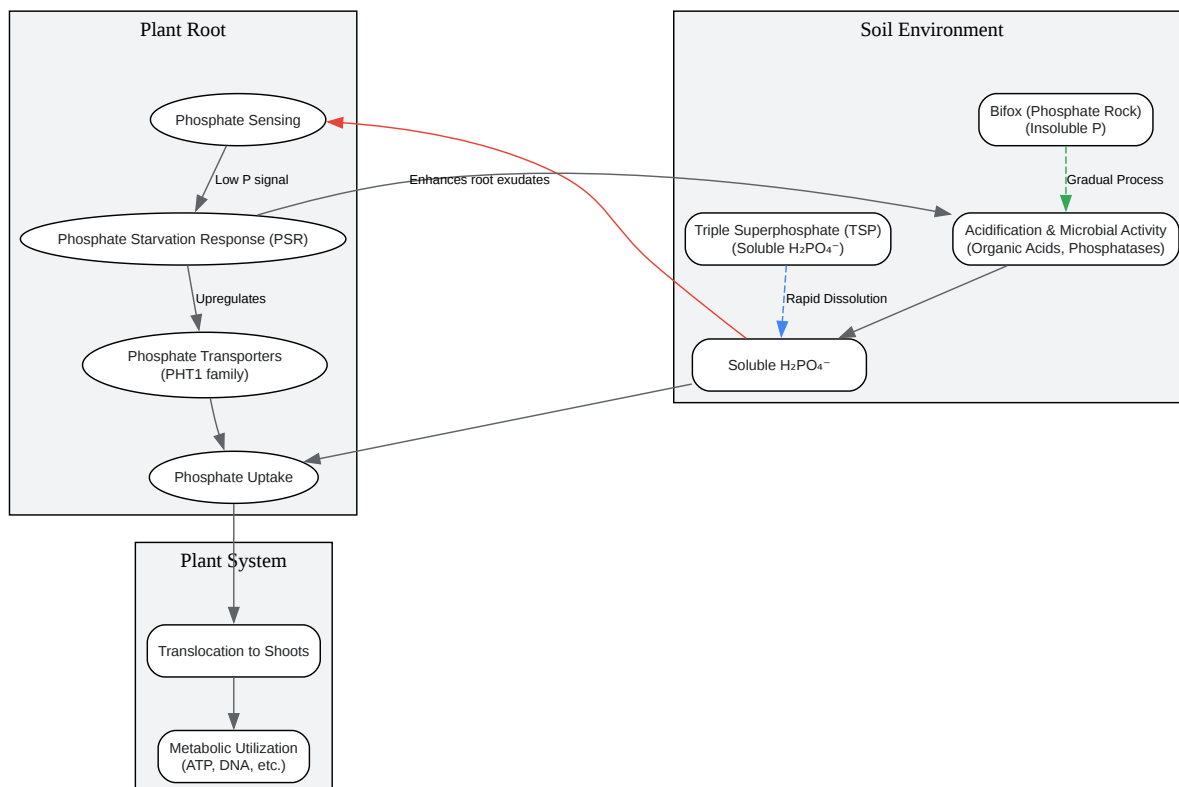 Plant Root
Phosphate Sensing
Low P signal
Enhances root exudates
Phosphate Starvation Response (PSR)
Upregulates
Phosphate Transporters
(PHT1 family)
Phosphate Uptake
Soil Environment
Bifox (Phosphate Rock)
(Insoluble P)
Gradual Process
Triple Superphosphate (TSP)
(Soluble H₂PO₄⁻)
Acidification & Microbial Activity
(Organic Acids, Phosphatases)
Rapid Dissolution
Soluble H₂PO₄⁻
Plant System
Translocation to Shoots
Metabolic Utilization
(ATP, DNA, etc.)